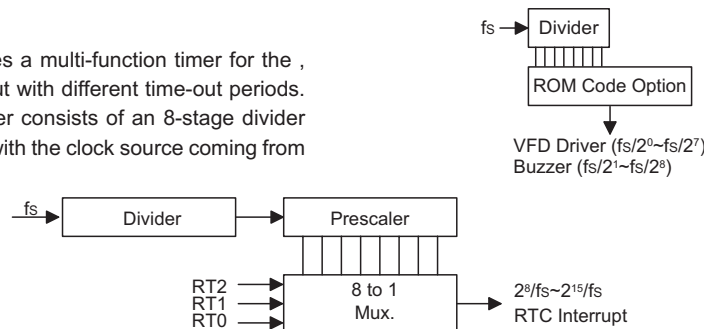 es a multi-function timer for the ,
ut with different time-out periods.
er consists of an 8-stage divider
with the clock source coming from
fs
Divider
ROM Code Option
VFD Driver (fs/2⁰~fs/2⁷)
Buzzer (fs/2¹~fs/2⁸)
fs
Divider
Prescaler
RT2
RT1
RT0
8 to 1
Mux.
2⁸/fs~2¹⁵/fs
RTC Interrupt